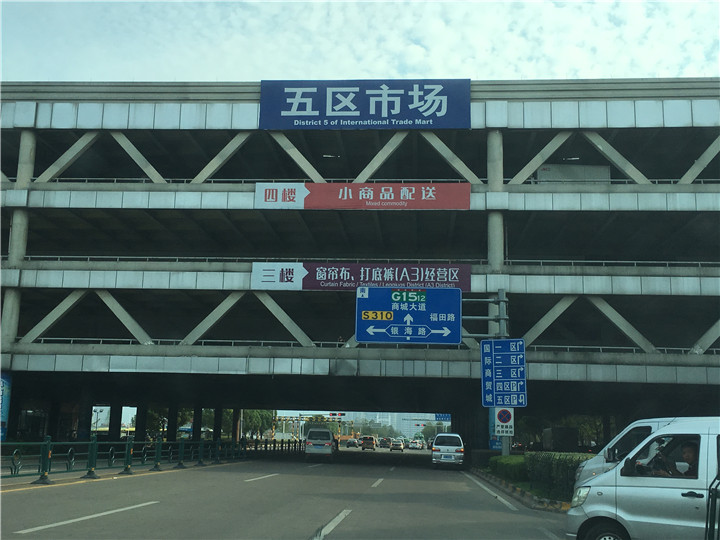 五区市场
District 5 of International Trade Mart
四楼 小商品配送
Mixed commodity
三楼 窗帘布、打底裤(A3)经营区
Curtain Fabric / Textiles / Leggings District (A3 District)
G1512
商城大道
S310
福田路
银海路
国际商贸城
一区
二区
三区
四区P
五区P